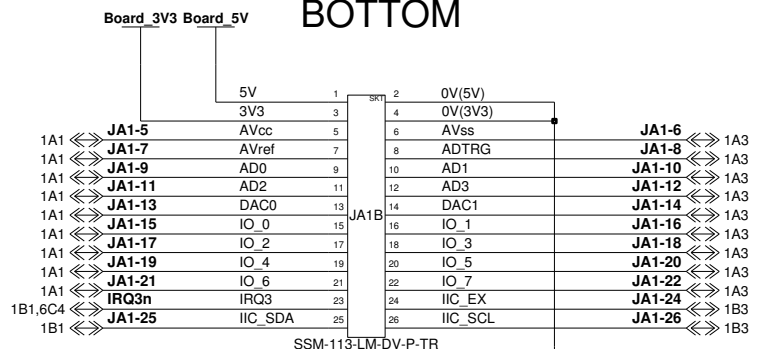 BOTTOM
Board_3V3 Board_5V
5V 1 SKT 2 0V(5V)
3V3 3 4 0V(3V3)
1A1 JA1-5 AVcc 5 6 AVss JA1-6 1A3
1A1 JA1-7 AVref 7 8 ADTRG JA1-8 1A3
1A1 JA1-9 AD0 9 10 AD1 JA1-10 1A3
1A1 JA1-11 AD2 11 12 AD3 JA1-12 1A3
1A1 JA1-13 DAC0 13 JA1B 14 DAC1 JA1-14 1A3
1A1 JA1-15 IO_0 15 16 IO_1 JA1-16 1A3
1A1 JA1-17 IO_2 17 18 IO_3 JA1-18 1A3
1A1 JA1-19 IO_4 19 20 IO_5 JA1-20 1A3
1A1 JA1-21 IO_6 21 22 IO_7 JA1-22 1A3
1B1,6C4 IRQ3n IRQ3 23 24 IIC_EX JA1-24 1B3
1B1 JA1-25 IIC_SDA 25 26 IIC_SCL JA1-26 1B3
SSM-113-LM-DV-P-TR